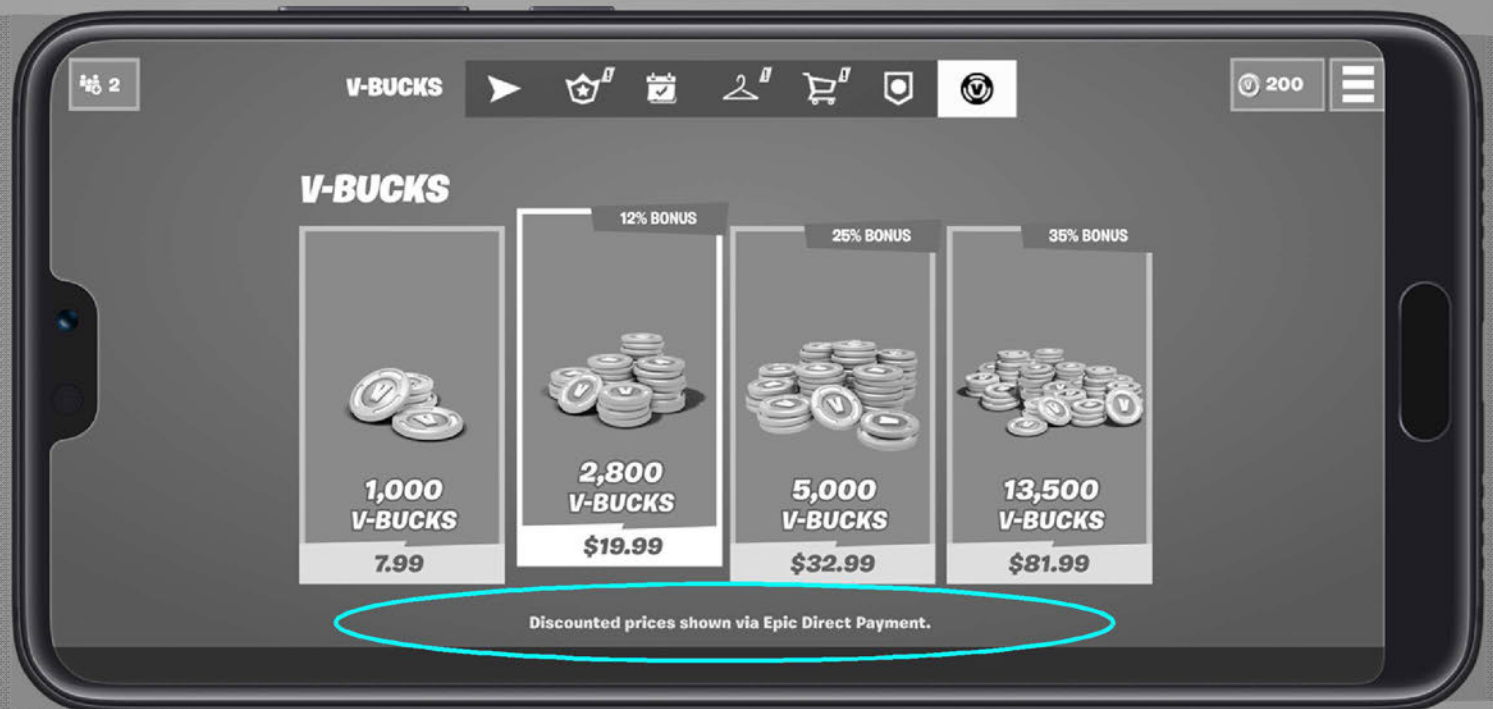 2
V-BUCKS
200
V-BUCKS
12% BONUS
25% BONUS
35% BONUS
1,000
V-BUCKS
7.99
2,800
V-BUCKS
$19.99
5,000
V-BUCKS
$32.99
13,500
V-BUCKS
$81.99
Discounted prices shown via Epic Direct Payment.